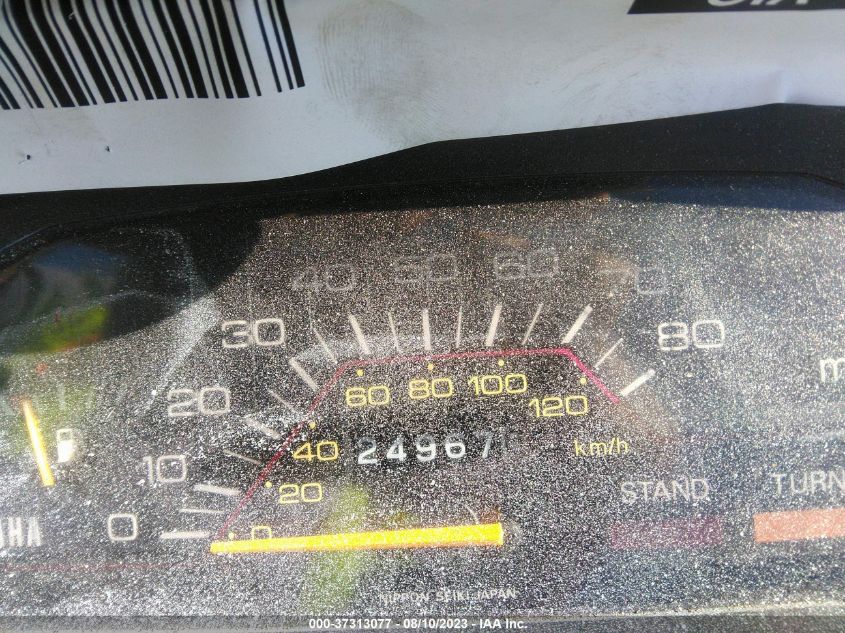 40 50 60 70
30 80
60 80 100
20 120
40 24967 km/h
10 20 STAND TURN
0 0
NIPPON SEIKI JAPAN
000-37313077 - 08/10/2023 - IAA Inc.